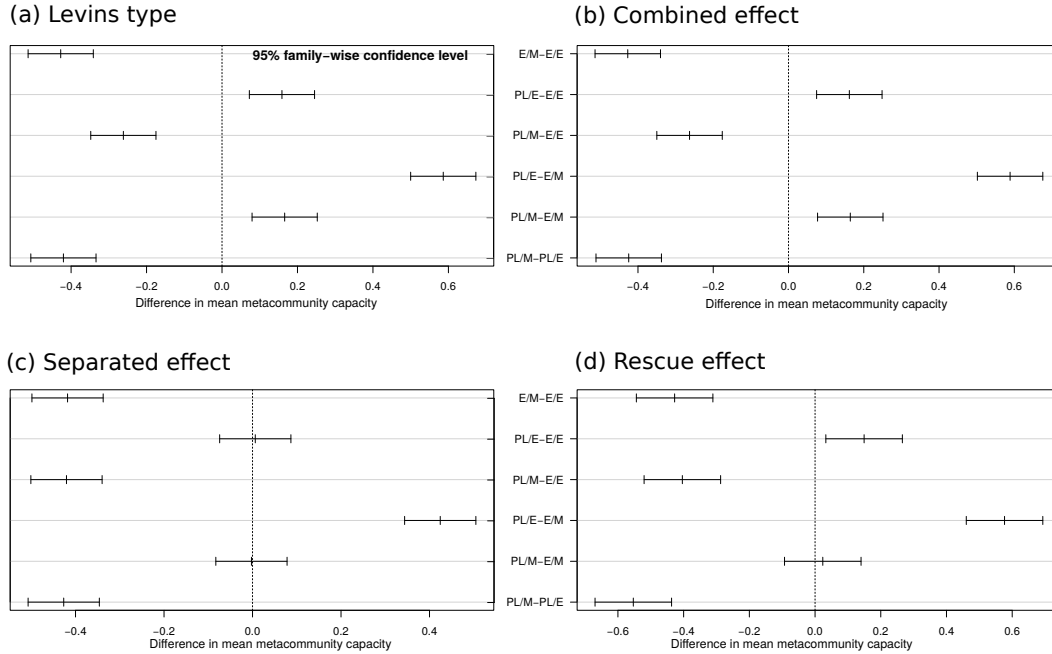 (a) Levins type
(b) Combined effect
95% family−wise confidence level
E/M−E/E
PL/E−E/E
PL/M−E/E
PL/E−E/M
PL/M−E/M
PL/M−PL/E
−0.4 −0.2 0.0 0.2 0.4 0.6
Difference in mean metacommunity capacity
−0.4 −0.2 0.0 0.2 0.4 0.6
Difference in mean metacommunity capacity
(c) Separated effect
(d) Rescue effect
E/M−E/E
PL/E−E/E
PL/M−E/E
PL/E−E/M
PL/M−E/M
PL/M−PL/E
−0.4 −0.2 0.0 0.2 0.4
Difference in mean metacommunity capacity
−0.6 −0.4 −0.2 0.0 0.2 0.4 0.6
Difference in mean metacommunity capacity